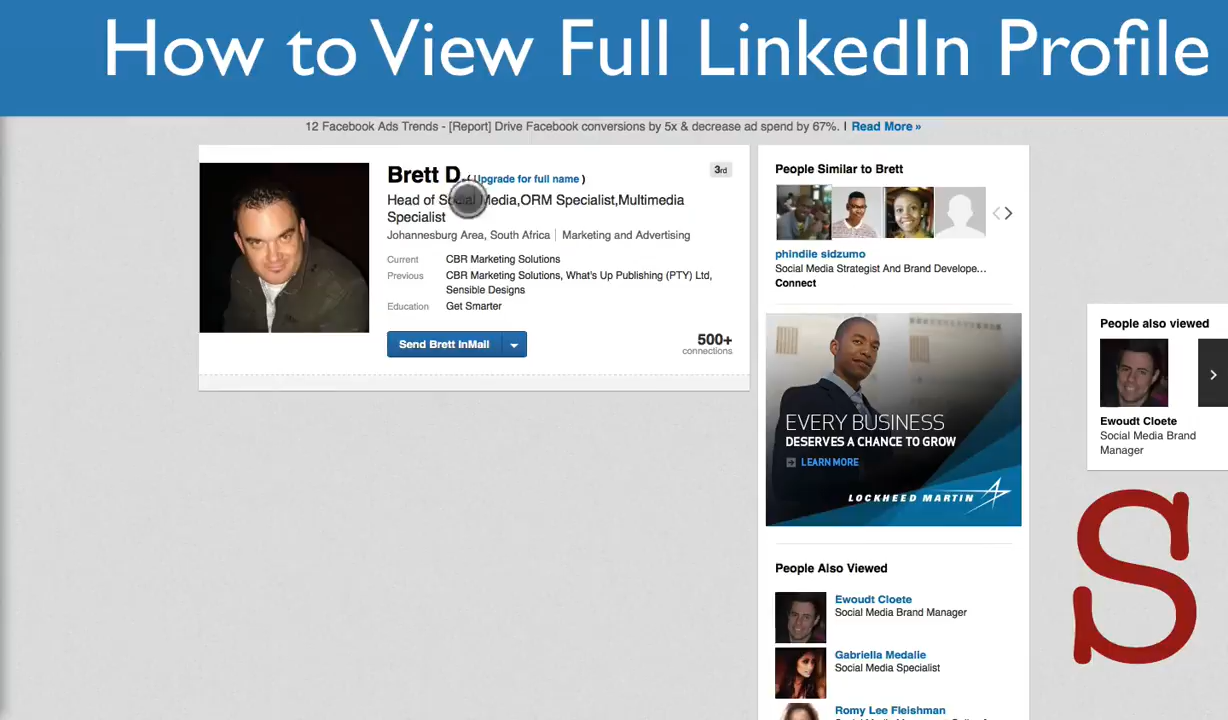 How to View Full LinkedIn Profile
12 Facebook Ads Trends - [Report] Drive Facebook conversions by 5x & decrease ad spend by 67%. | Read More »
Brett D. ( Upgrade for full name )
3rd
Head of Social Media,ORM Specialist,Multimedia
Specialist
Johannesburg Area, South Africa | Marketing and Advertising
Current CBR Marketing Solutions
Previous CBR Marketing Solutions, What's Up Publishing (PTY) Ltd,
Sensible Designs
Education Get Smarter
Send Brett InMail
500+
connections
People Similar to Brett
phindile sidzumo
Social Media Strategist And Brand Develope...
Connect
EVERY BUSINESS
DESERVES A CHANCE TO GROW
LEARN MORE
LOCKHEED MARTIN
People Also Viewed
Ewoudt Cloete
Social Media Brand Manager
Gabriella Medalie
Social Media Specialist
Romy Lee Fleishman
People also viewed
Ewoudt Cloete
Social Media Brand
Manager
S